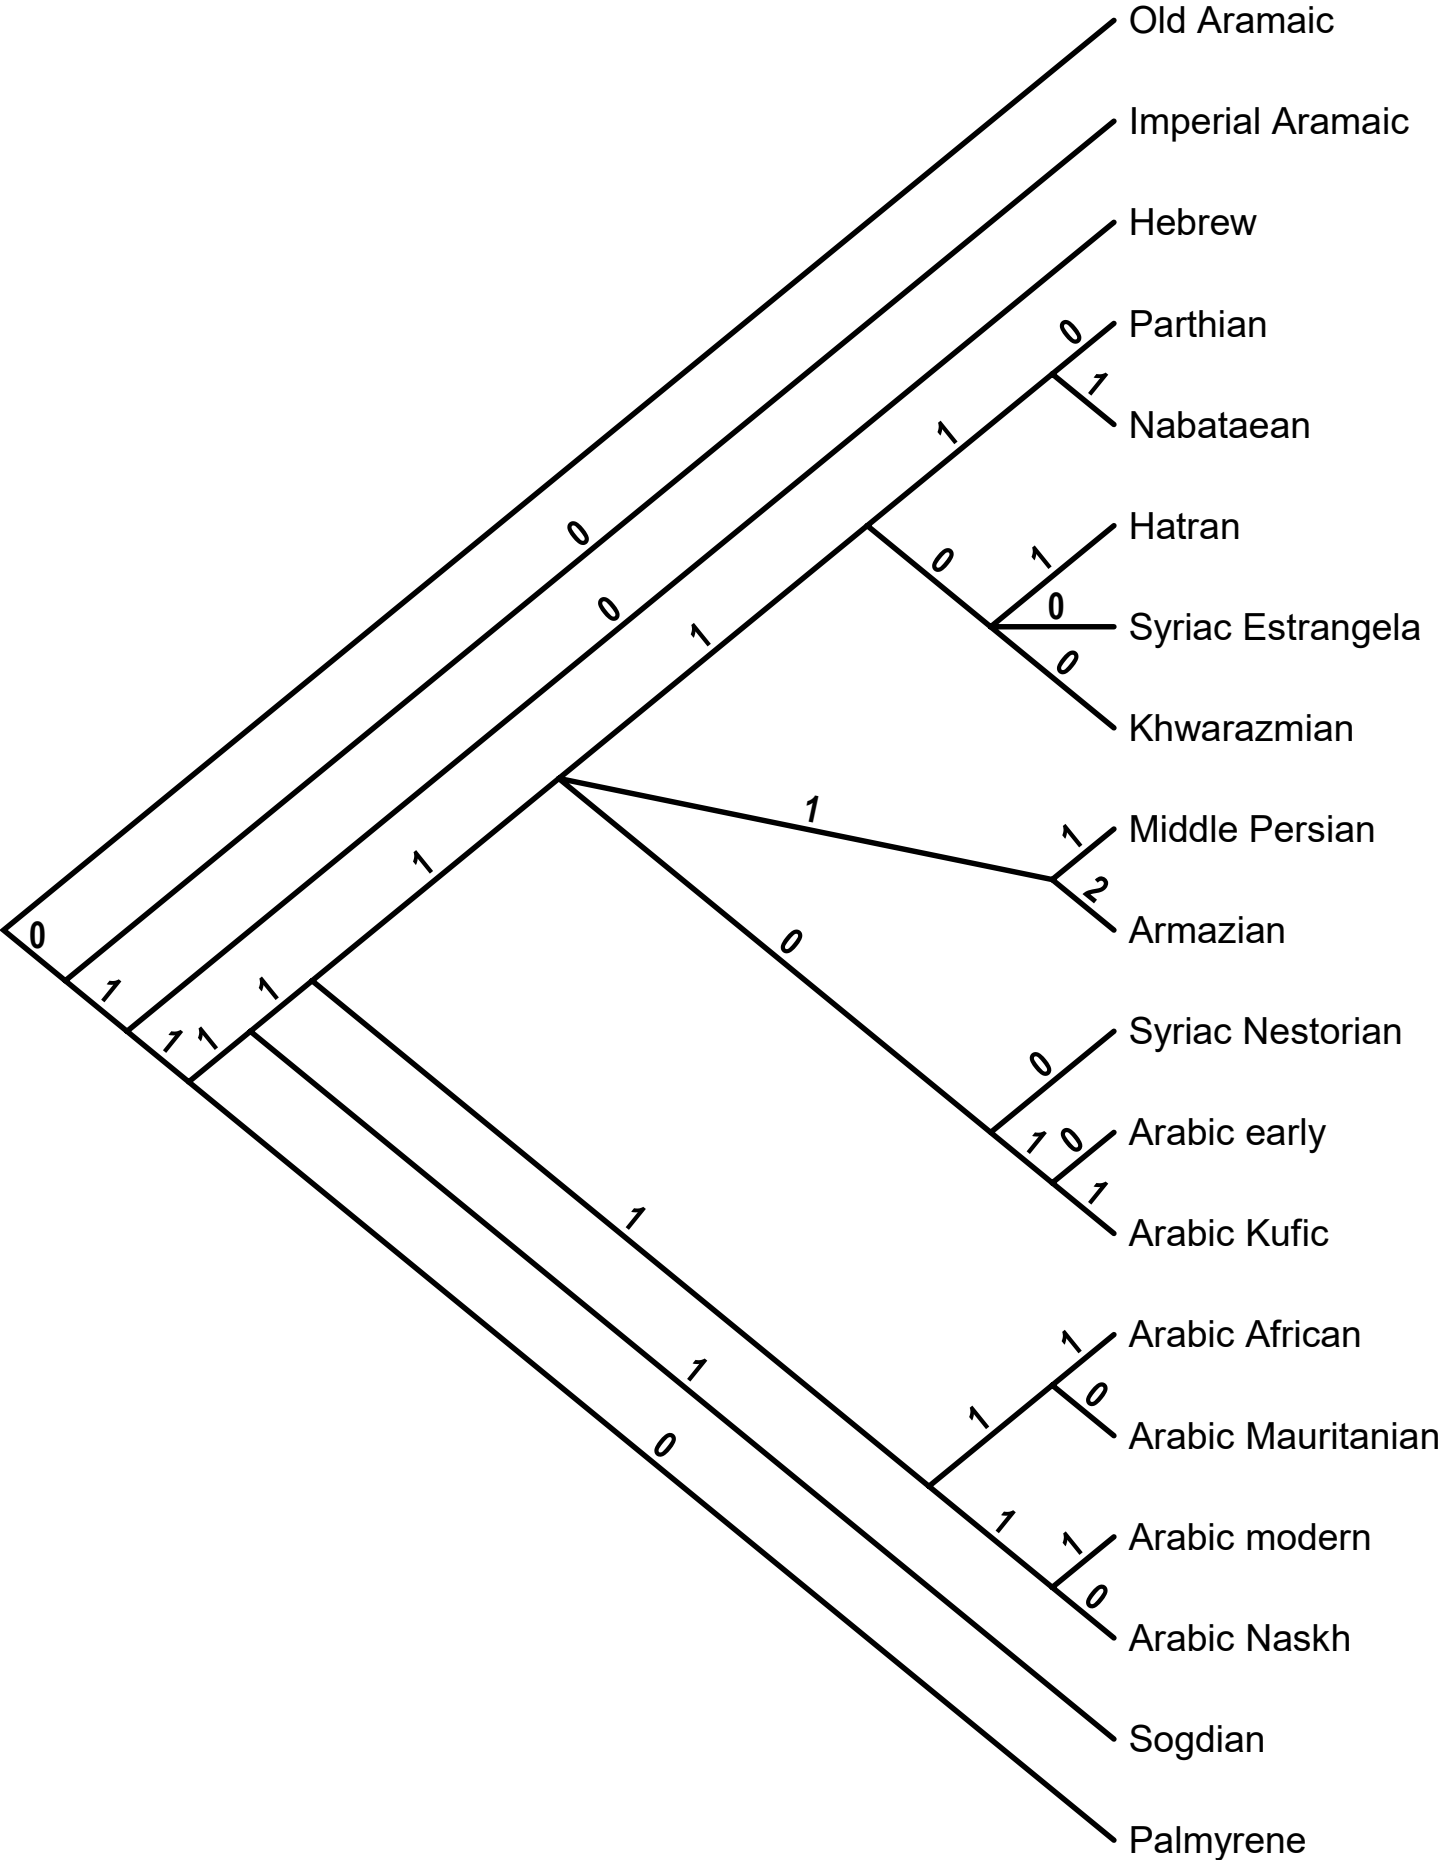 Old Aramaic
Imperial Aramaic
Hebrew
0
Parthian
1
Nabataean
1
Hatran
1
0
0
Syriac Estrangela
0
0
0
Khwarazmian
0
1
1
1
Middle Persian
1
2
Armazian
0
0
1
Syriac Nestorian
1
1
1
1
0
0
Arabic early
1
1
Arabic Kufic
1
1
Arabic African
1
0
Arabic Mauritanian
1
0
1
1
Arabic modern
0
Arabic Naskh
Sogdian
Palmyrene